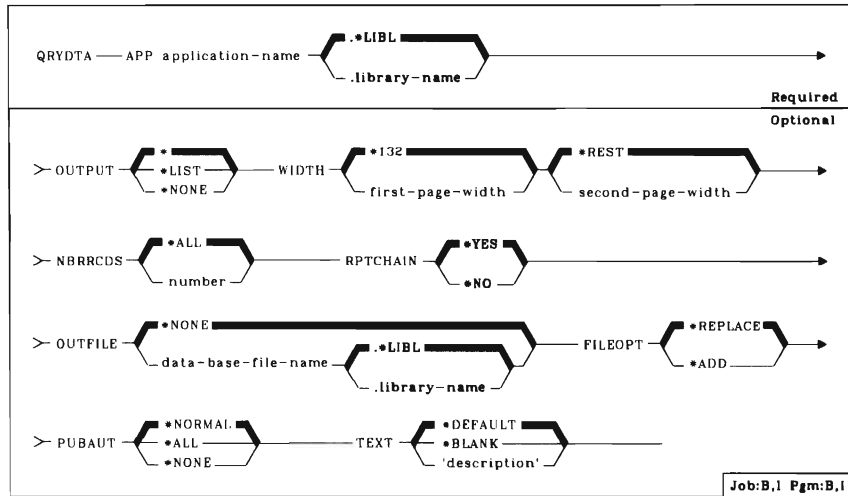 .*LIBL
QRYDTA APP application-name
.library-name
Required
Optional
* *132 *REST
OUTPUT *LIST WIDTH
*NONE first-page-width second-page-width
*ALL *YES
NBRRCDS RPTCHAIN
number *NO
*NONE *REPLACE
OUTFILE .*LIBL FILEOPT
data-base-file-name *ADD
.library-name
*NORMAL *DEFAULT
PUBAUT *ALL TEXT *BLANK
*NONE 'description'
Job:B,I Pgm:B,I